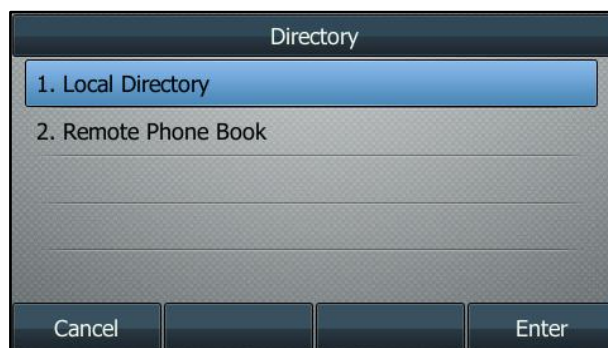 Directory
1. Local Directory
2. Remote Phone Book
Cancel Enter